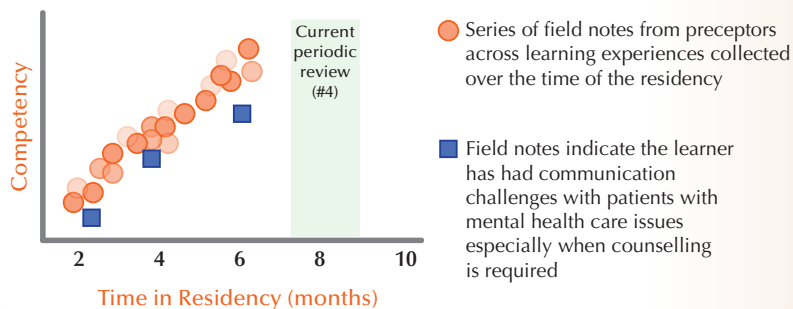 Competency
Current
periodic
review
(#4)
2 4 6 8 10
Time in Residency (months)
Series of field notes from preceptors
across learning experiences collected
over the time of the residency
Field notes indicate the learner
has had communication
challenges with patients with
mental health care issues
especially when counselling
is required